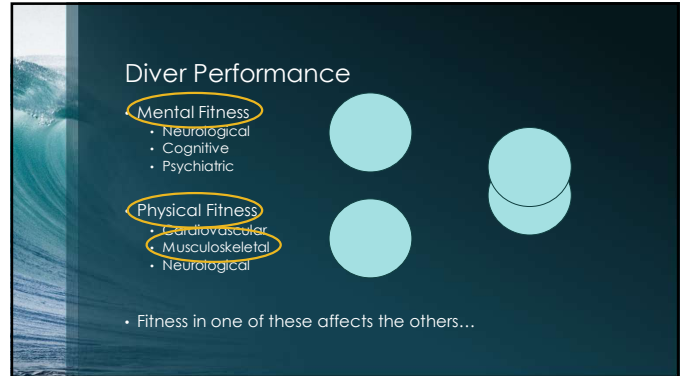 Diver Performance
• Mental Fitness
• Neurological
• Cognitive
• Psychiatric
• Physical Fitness
• Cardiovascular
• Musculoskeletal
• Neurological
• Fitness in one of these affects the others…